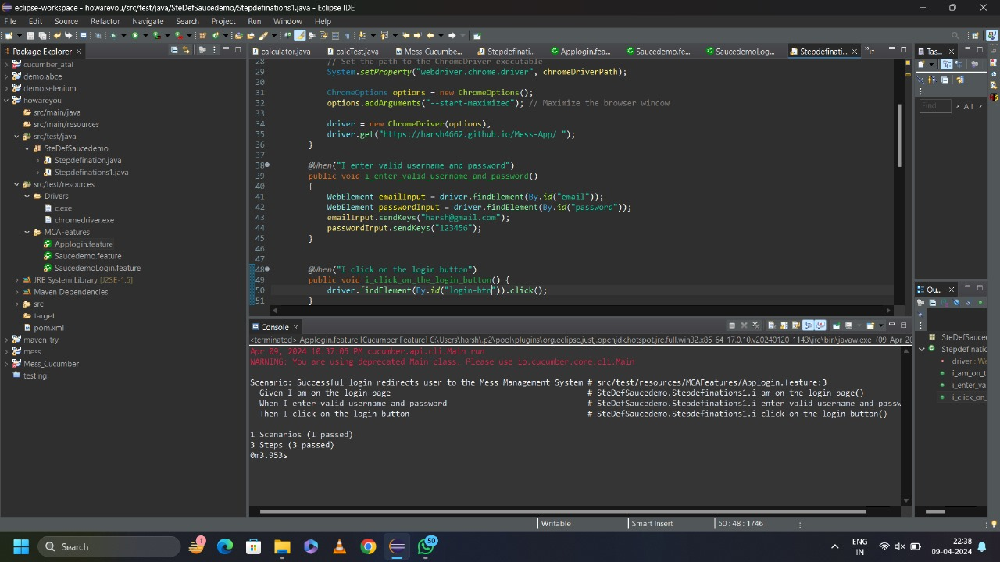 eclipse-workspace - howareyou/src/test/java/SteDefSaucedemo/Stepdefinations1.java - Eclipse IDE
File Edit Source Refactor Navigate Search Project Run Window Help
Package Explorer
calculator.java calcTest.java Mess_Cucumbe... Stepdefinati... Applogin.fea... Saucedemo.fe... SaucedemoLog... Stepdefinati...
Tas...
cucumber_atal
demo.abce
demo.selenium
howareyou
src/main/java
src/main/resources
src/test/java
SteDefSaucedemo
Stepdefination.java
Stepdefinations1.java
src/test/resources
Drivers
c.exe
chromedriver.exe
MCAFeatures
Applogin.feature
Saucedemo.feature
SaucedemoLogin.feature
JRE System Library [J2SE-1.5]
Maven Dependencies
src
target
pom.xml
maven_try
mess
Mess_Cucumber
testing
28 // Set the path to the ChromeDriver executable
29 System.setProperty("webdriver.chrome.driver", chromeDriverPath);
30
31 ChromeOptions options = new ChromeOptions();
32 options.addArguments("--start-maximized"); // Maximize the browser window
33
34 driver = new ChromeDriver(options);
35 driver.get("https://harsh4662.github.io/Mess-App/ ");
36 }
37
38 @When("I enter valid username and password")
39 public void i_enter_valid_username_and_password()
40 {
41 WebElement emailInput = driver.findElement(By.id("email"));
42 WebElement passwordInput = driver.findElement(By.id("password"));
43 emailInput.sendKeys("harsh@gmail.com");
44 passwordInput.sendKeys("123456");
45 }
46
47
48 @When("I click on the login button")
49 public void i_click_on_the_login_button() {
50 driver.findElement(By.id("login-btn")).click();
51 }
Find All
Ou...
SteDefSauced
Stepdefination
driver : We
i_am_on_th
i_enter_val
i_click_on_
Console
<terminated> Applogin.feature [Cucumber Feature] C:\Users\harsh\.p2\pool\plugins\org.eclipse.justj.openjdk.hotspot.jre.full.win32.x86_64_17.0.10.v20240120-1143\jre\bin\javaw.exe (09-Apr-20
Apr 09, 2024 10:37:05 PM cucumber.api.cli.Main run
WARNING: You are using deprecated Main class. Please use io.cucumber.core.cli.Main
Scenario: Successful login redirects user to the Mess Management System # src/test/resources/MCAFeatures/Applogin.feature:3
Given I am on the login page # SteDefSaucedemo.Stepdefinations1.i_am_on_the_login_page()
When I enter valid username and password # SteDefSaucedemo.Stepdefinations1.i_enter_valid_username_and_passw
Then I click on the login button # SteDefSaucedemo.Stepdefinations1.i_click_on_the_login_button()
1 Scenarios (1 passed)
3 Steps (3 passed)
0m3.953s
Writable Smart Insert 50 : 48 : 1746
Search
1
50
ENG
IN
22:38
09-04-2024